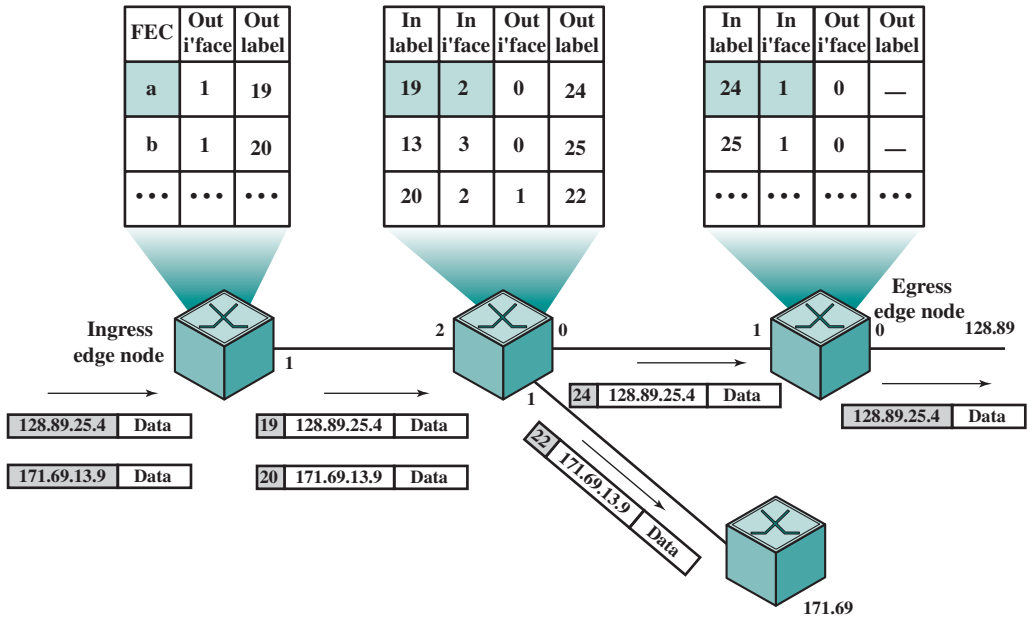 FEC Out i'face Out label
a 1 19
b 1 20
••• ••• •••
In label In i'face Out i'face Out label
19 2 0 24
13 3 0 25
20 2 1 22
In label In i'face Out i'face Out label
24 1 0 —
25 1 0 —
••• ••• ••• •••
Ingress
edge node
1
2
0
1
1
Egress
edge node
0
128.89
128.89.25.4 Data
171.69.13.9 Data
19 128.89.25.4 Data
20 171.69.13.9 Data
24 128.89.25.4 Data
22 171.69.13.9 Data
128.89.25.4 Data
171.69